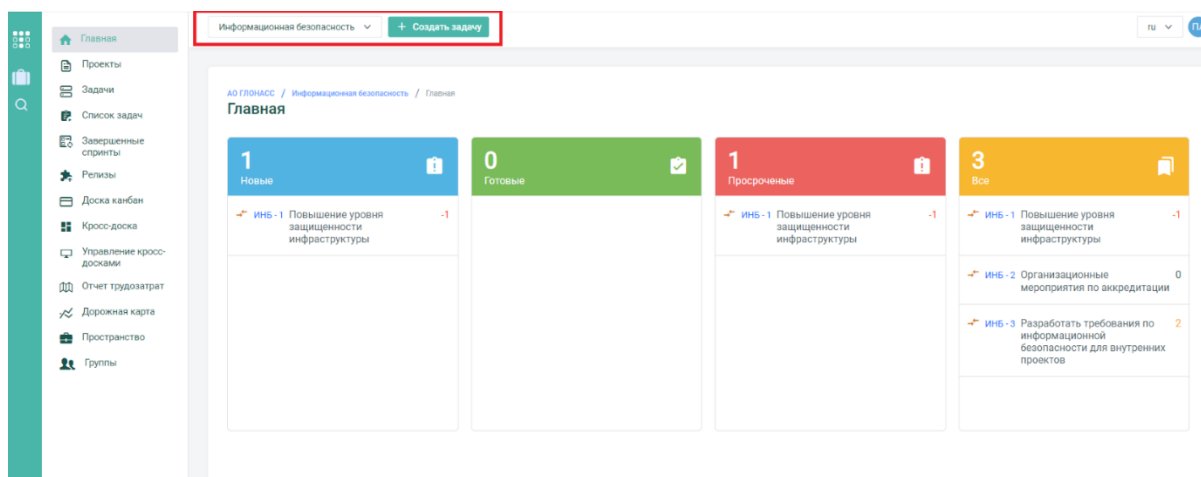 Информационная безопасность
+ Создать задачу
ru
Главная
Проекты
Задачи
Список задач
Завершенные
спринты
Релизы
Доска канбан
Кросс-доска
Управление кросс-
досками
Отчет трудозатрат
Дорожная карта
Пространство
Группы
АО ГЛОНАСС / Информационная безопасность / Главная
Главная
1
Новые
ИНБ - 1 Повышение уровня -1
защищенности
инфраструктуры
0
Готовые
1
Просроченые
ИНБ - 1 Повышение уровня -1
защищенности
инфраструктуры
3
Все
ИНБ - 1 Повышение уровня -1
защищенности
инфраструктуры
ИНБ - 2 Организационные 0
мероприятия по аккредитации
ИНБ - 3 Разработать требования по 2
информационной
безопасности для внутренних
проектов